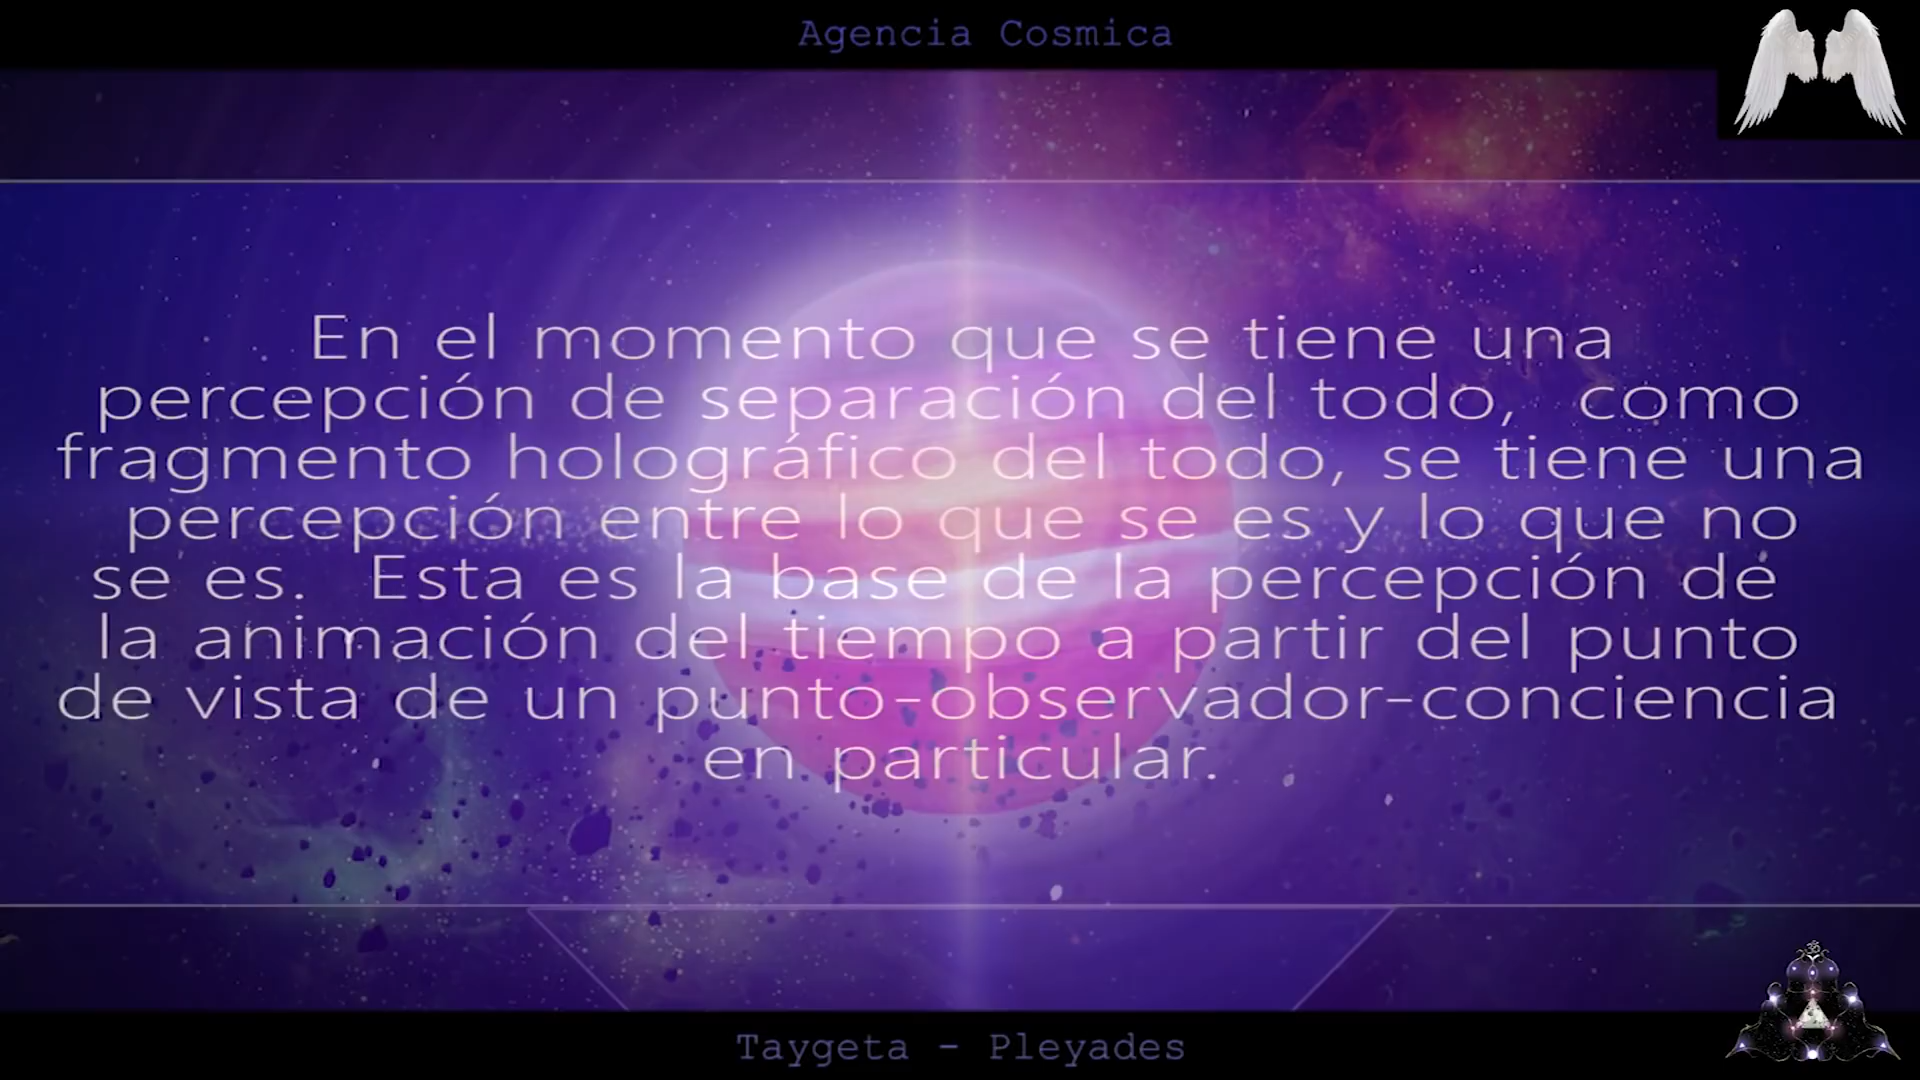 Agencia Cosmica
En el momento que se tiene una
percepción de separación del todo, como
fragmento holográfico del todo, se tiene una
percepción entre lo que se es y lo que no
se es. Esta es la base de la percepción de
la animación del tiempo a partir del punto
de vista de un punto-observador-conciencia
en particular.
Taygeta - Pleyades